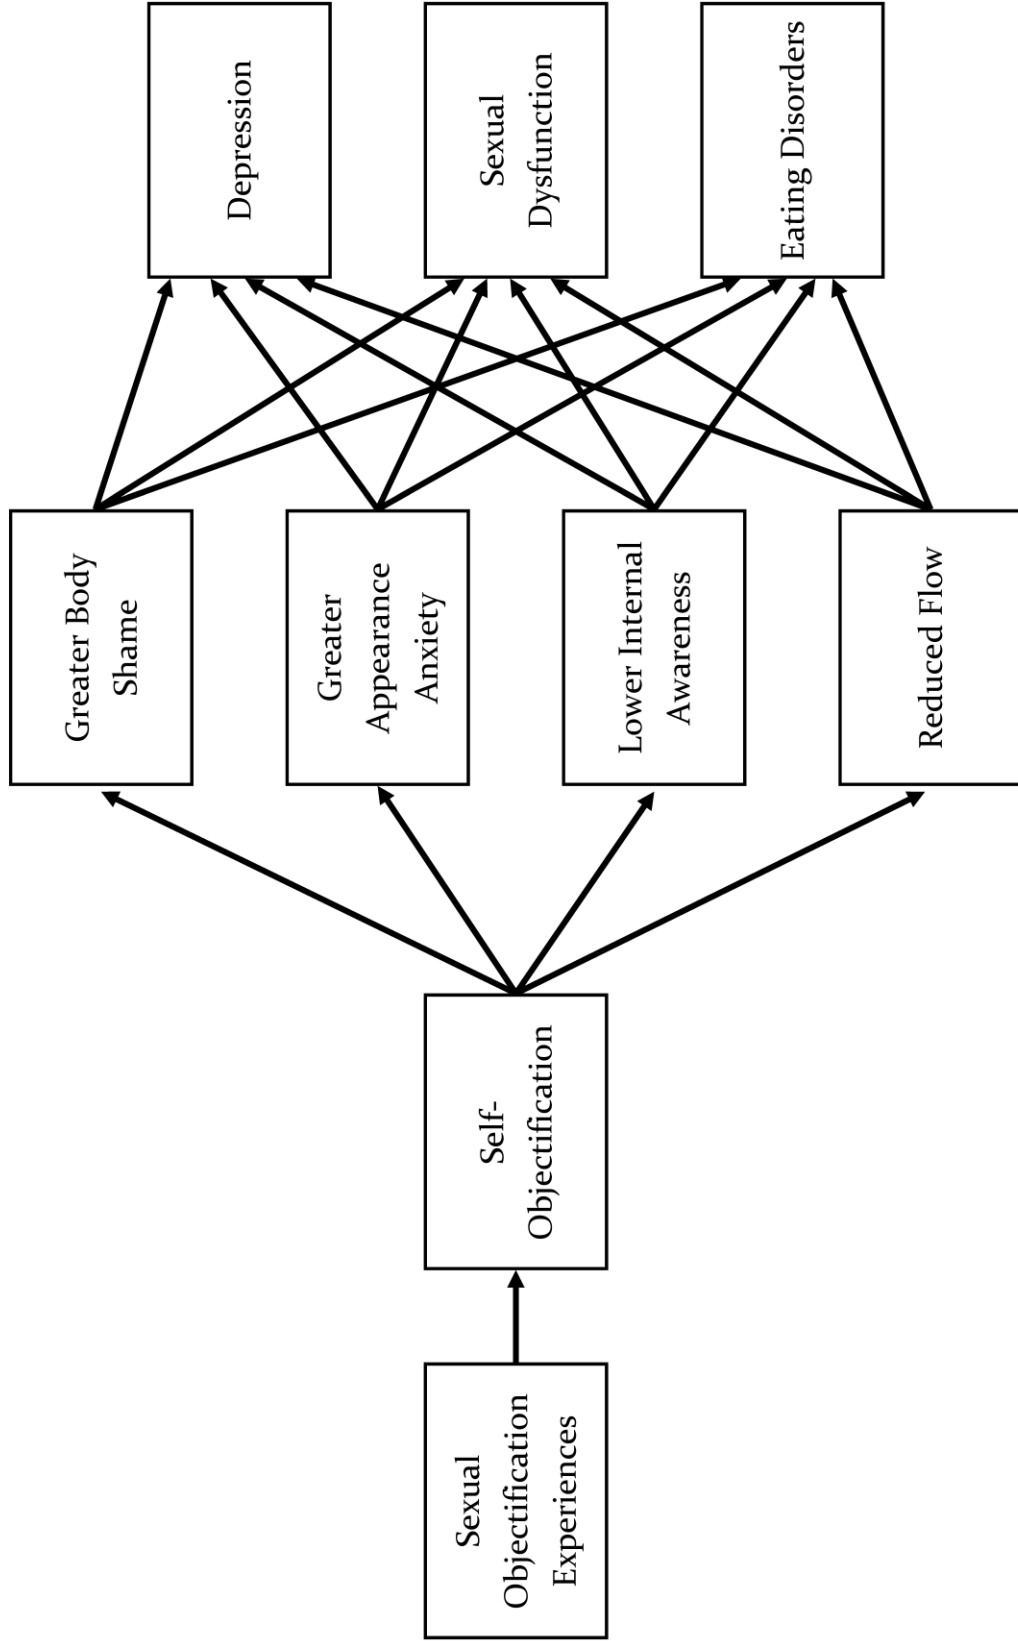 Sexual
Objectification
Experiences
Self-
Objectification
Greater Body
Shame
Greater
Appearance
Anxiety
Lower Internal
Awareness
Reduced Flow
Depression
Sexual
Dysfunction
Eating Disorders